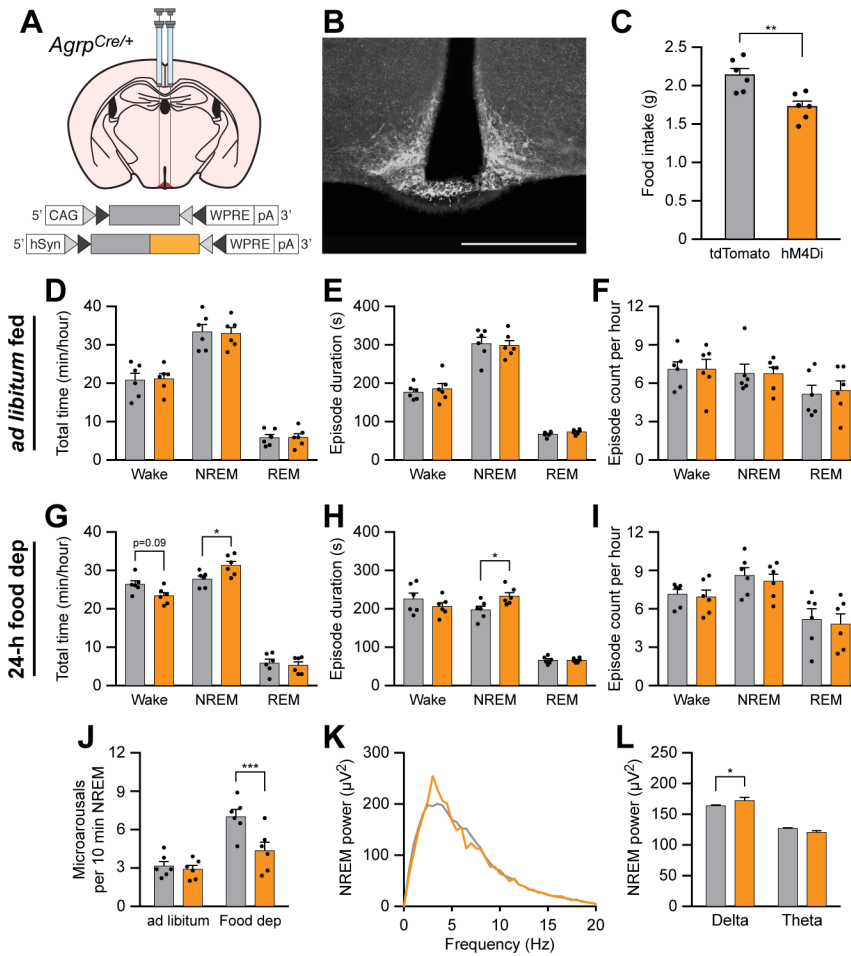 A
Agrp^Cre/+
5' CAG WPRE pA 3'
5' hSyn WPRE pA 3'
B
C
Food intake (g)
2.5
2.0
1.5
1.0
0.5
0
**
tdTomato hM4Di
ad libitum fed
D
Total time (min/hour)
40
30
20
10
0
Wake NREM REM
E
Episode duration (s)
400
300
200
100
0
Wake NREM REM
F
Episode count per hour
12
9
6
3
0
Wake NREM REM
24-h food dep
G
Total time (min/hour)
40
30
20
10
0
p=0.09
*
Wake NREM REM
H
Episode duration (s)
400
300
200
100
0
*
Wake NREM REM
I
Episode count per hour
12
9
6
3
0
Wake NREM REM
J
Microarousals
per 10 min NREM
12
9
6
3
0
***
ad libitum Food dep
K
NREM power (µV²)
300
200
100
0
0 5 10 15 20
Frequency (Hz)
L
NREM power (µV²)
250
200
150
100
50
0
*
Delta Theta